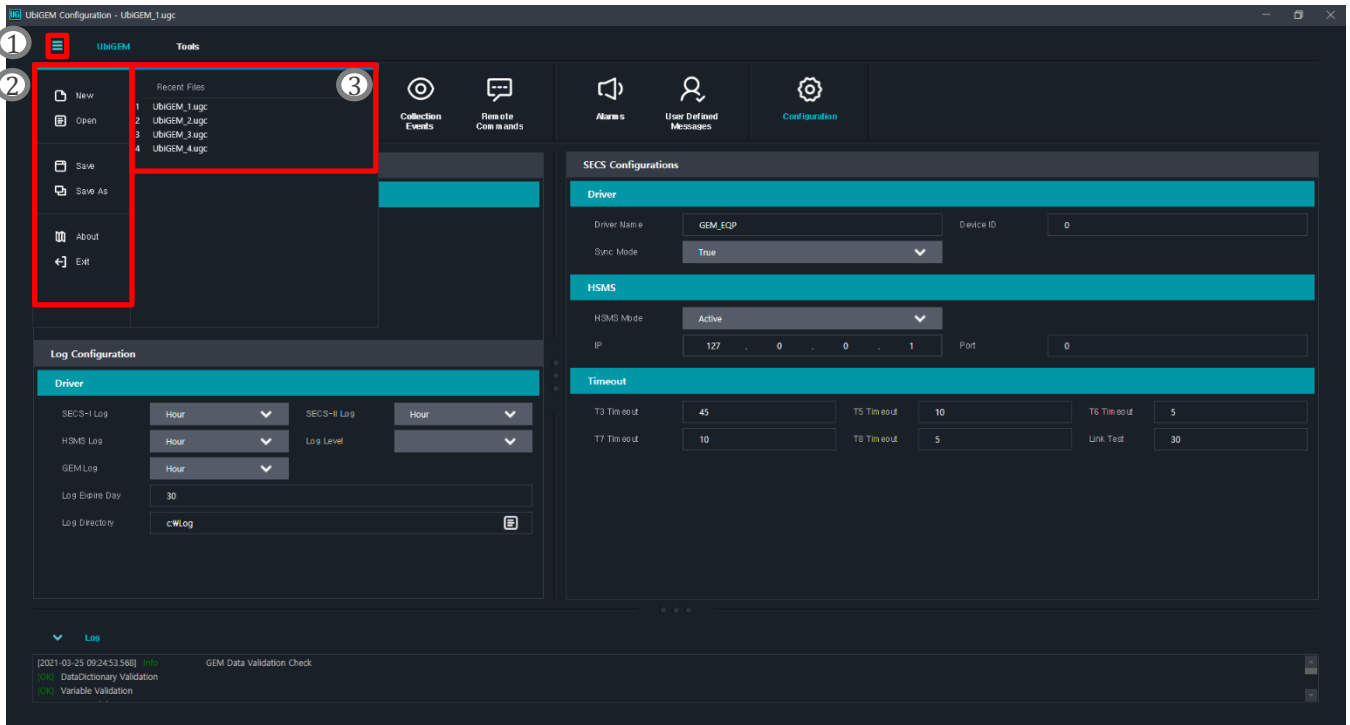 UG UbiGEM Configuration - UbiGEM_1.ugc
1 UbiGEM Tools
2 3
New
Open
Save
Save As
About
Exit
Recent Files
1 UbiGEM_1.ugc
2 UbiGEM_2.ugc
3 UbiGEM_3.ugc
4 UbiGEM_4.ugc
Collection
Events
Remote
Commands
Alarms
User Defined
Messages
Configuration
SECS Configurations
Driver
Driver Name GEM_EQP Device ID 0
Sync Mode True
HSMS
HSMS Mode Active
IP 127 . 0 . 0 . 1 Port 0
Timeout
T3 Timeout 45 T5 Timeout 10 T6 Timeout 5
T7 Timeout 10 T8 Timeout 5 Link Test 30
Log Configuration
Driver
SECS-I Log Hour SECS-II Log Hour
HSMS Log Hour Log Level
GEM Log Hour
Log Expire Day 30
Log Directory c:₩Log
Log
[2021-03-25 09:24:53.568] Info GEM Data Validation Check
[OK] DataDictionary Validation
[OK] Variable Validation